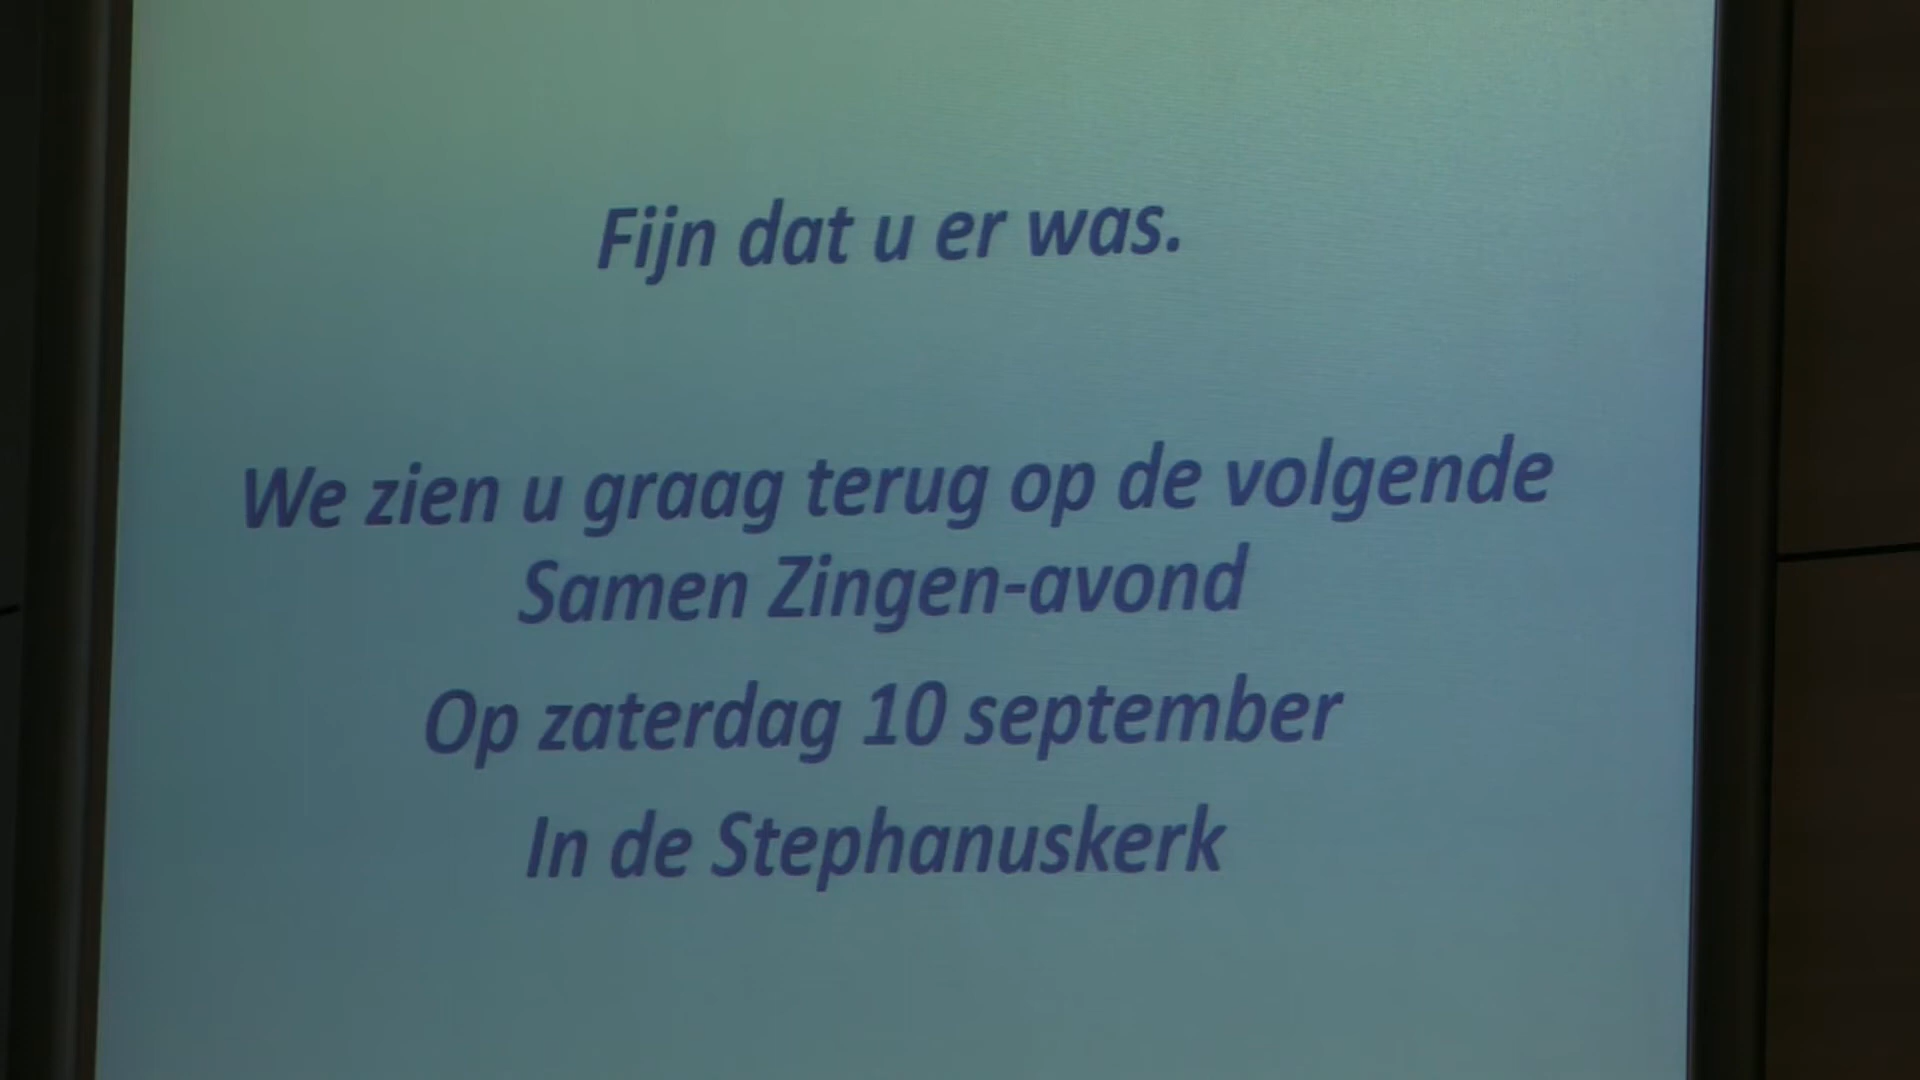 Fijn dat u er was.
We zien u graag terug op de volgende
Samen Zingen-avond
Op zaterdag 10 september
In de Stephanuskerk